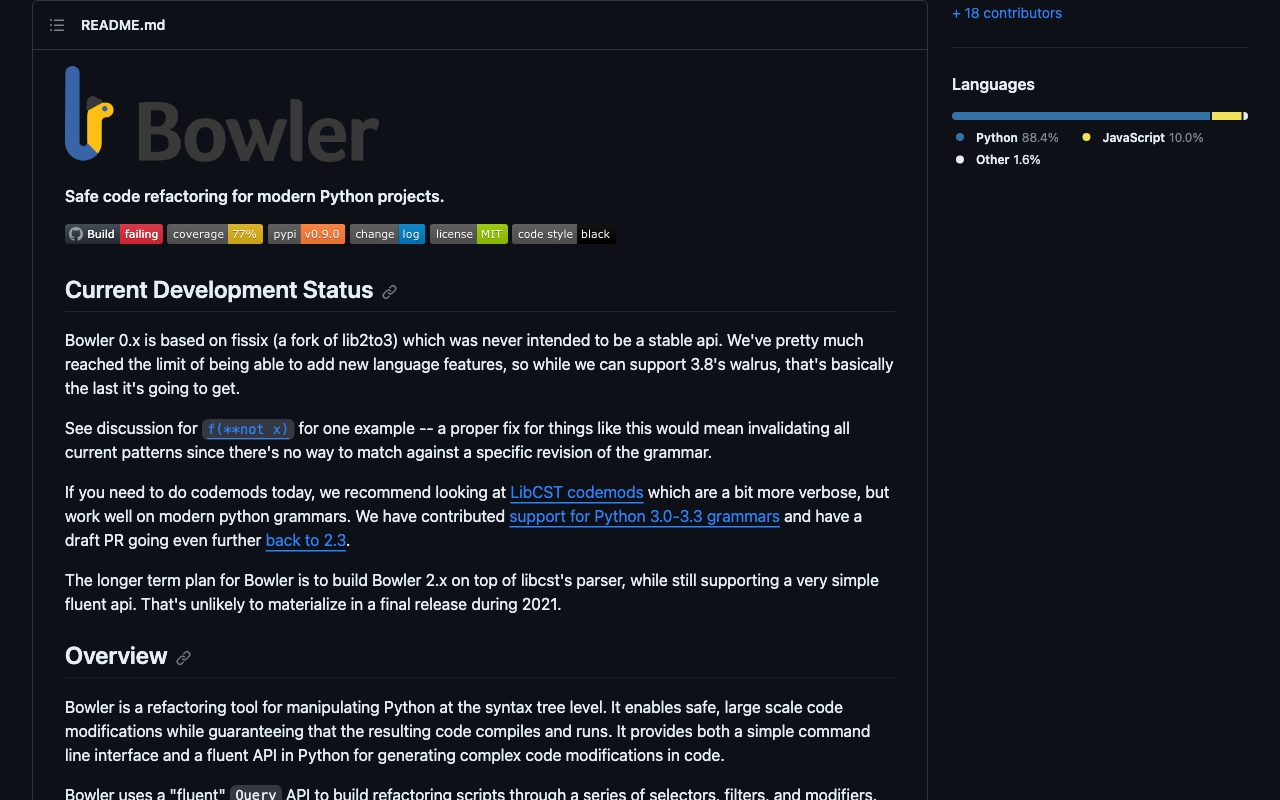 README.md
Bowler
Safe code refactoring for modern Python projects.
Build failing coverage 77% pypi v0.9.0 change log license MIT code style black
Current Development Status
Bowler 0.x is based on fissix (a fork of lib2to3) which was never intended to be a stable api. We've pretty much
reached the limit of being able to add new language features, so while we can support 3.8's walrus, that's basically
the last it's going to get.
See discussion for f(**not x) for one example -- a proper fix for things like this would mean invalidating all
current patterns since there's no way to match against a specific revision of the grammar.
If you need to do codemods today, we recommend looking at LibCST codemods which are a bit more verbose, but
work well on modern python grammars. We have contributed support for Python 3.0-3.3 grammars and have a
draft PR going even further back to 2.3.
The longer term plan for Bowler is to build Bowler 2.x on top of libcst's parser, while still supporting a very simple
fluent api. That's unlikely to materialize in a final release during 2021.
Overview
Bowler is a refactoring tool for manipulating Python at the syntax tree level. It enables safe, large scale code
modifications while guaranteeing that the resulting code compiles and runs. It provides both a simple command
line interface and a fluent API in Python for generating complex code modifications in code.
Bowler uses a "fluent" Query API to build refactoring scripts through a series of selectors, filters, and modifiers.
+ 18 contributors
Languages
Python 88.4% JavaScript 10.0%
Other 1.6%